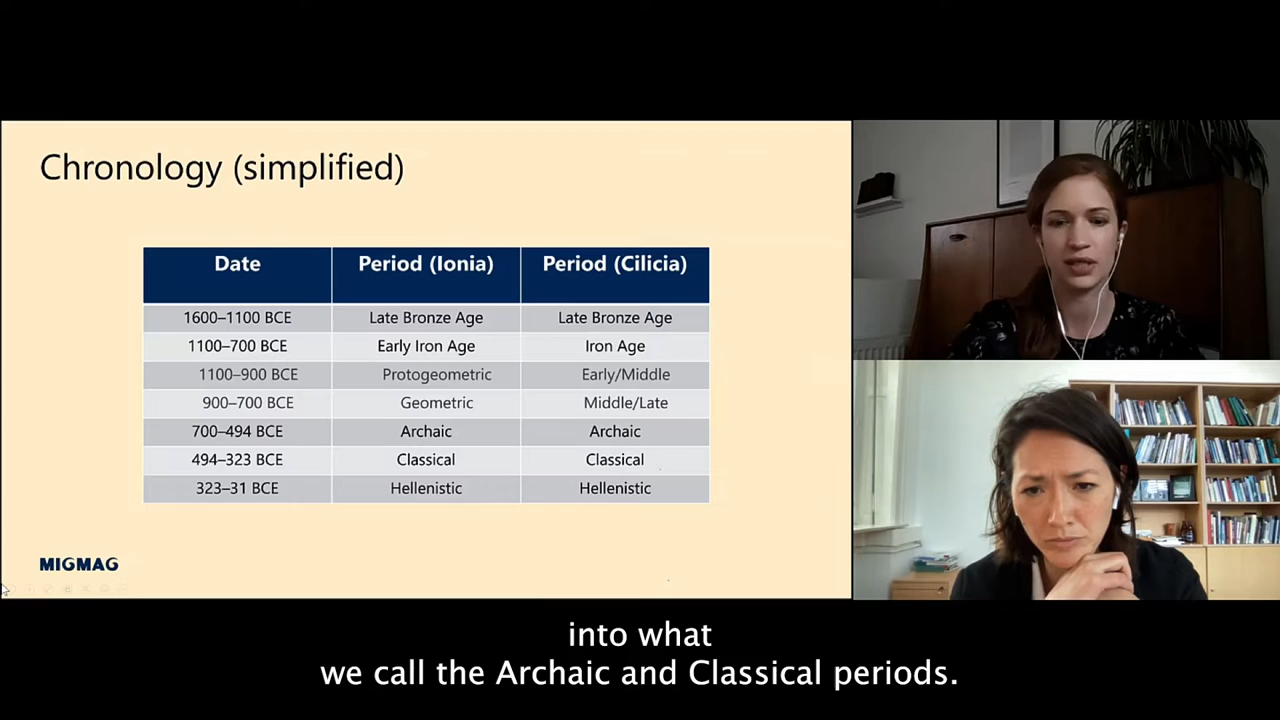 Chronology (simplified)
Date Period (Ionia) Period (Cilicia)
1600–1100 BCE Late Bronze Age Late Bronze Age
1100–700 BCE Early Iron Age Iron Age
1100–900 BCE Protogeometric Early/Middle
900–700 BCE Geometric Middle/Late
700–494 BCE Archaic Archaic
494–323 BCE Classical Classical
323–31 BCE Hellenistic Hellenistic
MIGMAG
into what
we call the Archaic and Classical periods.